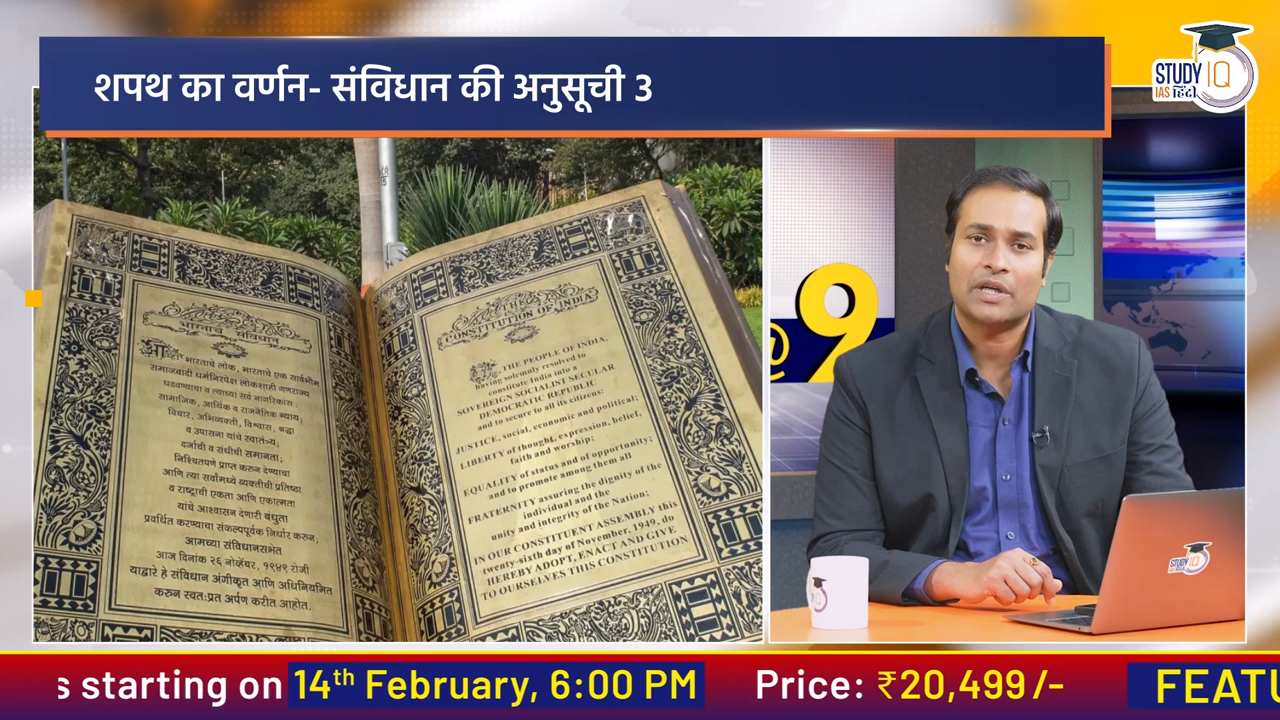 शपथ का वर्णन- संविधान की अनुसूची 3
STUDY IQ
IAS हिंदी
@9
भारताचे संविधान
आम्ही भारताचे लोक, भारताचे एक सार्वभौम
समाजवादी धर्मनिरपेक्ष लोकशाही गणराज्य
घडवण्याचा व त्याच्या सर्व नागरिकांस :
सामाजिक, आर्थिक व राजनैतिक न्याय;
विचार, अभिव्यक्ती, विश्वास, श्रद्धा
व उपासना यांचे स्वातंत्र्य;
दर्जाची व संधीची समानता;
निश्चितपणे प्राप्त करुन देण्याचा
आणि त्या सर्वांमध्ये व्यक्तीची प्रतिष्ठा
व राष्ट्राची एकता आणि एकात्मता
यांचे आश्वासन देणारी बंधुता
प्रवर्धित करण्याचा संकल्पपूर्वक निर्धार करून;
आमच्या संविधानसभेत
आज दिनांक २६ नोव्हेंबर, १९४९ रोजी
याद्वारे हे संविधान अंगीकृत आणि अधिनियमित
करुन स्वतःप्रत अर्पण करीत आहोत.
THE
CONSTITUTION OF INDIA
WE THE PEOPLE OF INDIA,
having solemnly resolved to
constitute India into a
SOVEREIGN SOCIALIST SECULAR
DEMOCRATIC REPUBLIC
and to secure to all its citizens:
JUSTICE, social, economic and political;
LIBERTY of thought, expression, belief,
faith and worship;
EQUALITY of status and of opportunity;
and to promote among them all
FRATERNITY assuring the dignity of the
individual and the
unity and integrity of the Nation;
IN OUR CONSTITUENT ASSEMBLY this
twenty-sixth day of November, 1949, do
HEREBY ADOPT, ENACT AND GIVE
TO OURSELVES THIS CONSTITUTION
s starting on 14th February, 6:00 PM Price: ₹20,499/- FEATU